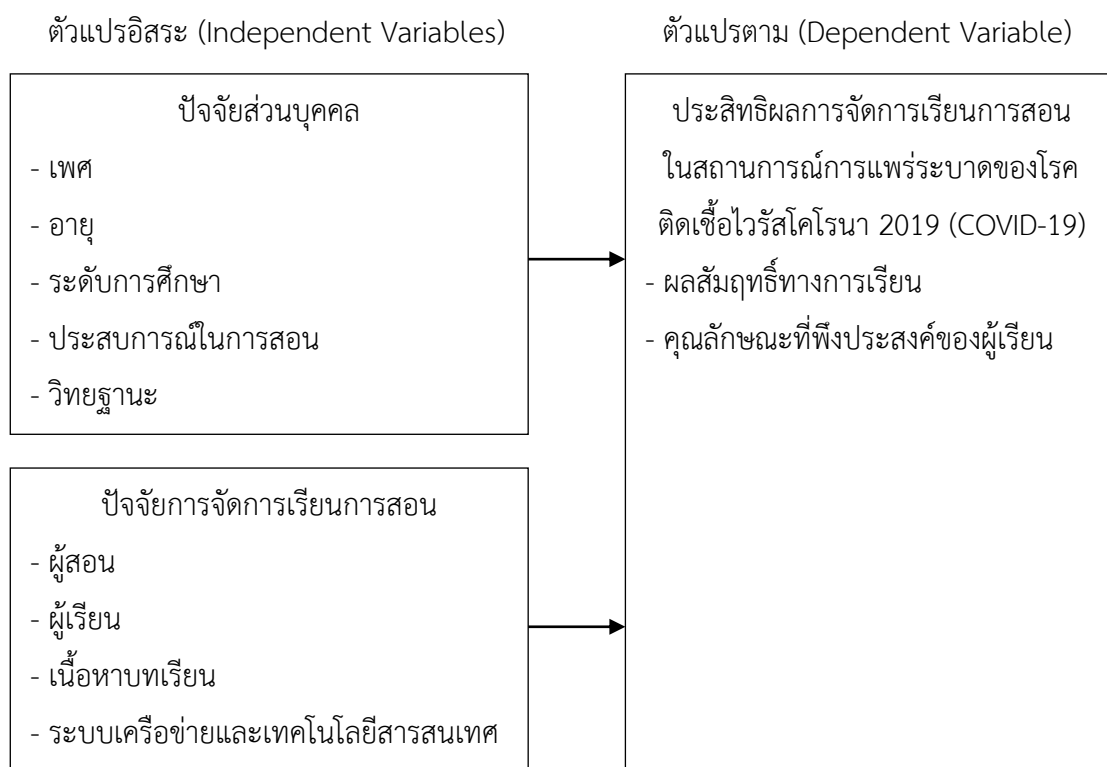 ตัวแปรอิสระ (Independent Variables)
ปัจจัยส่วนบุคคล
- เพศ
- อายุ
- ระดับการศึกษา
- ประสบการณ์ในการสอน
- วิทยฐานะ
ปัจจัยการจัดการเรียนการสอน
- ผู้สอน
- ผู้เรียน
- เนื้อหาบทเรียน
- ระบบเครือข่ายและเทคโนโลยีสารสนเทศ
ตัวแปรตาม (Dependent Variable)
ประสิทธิผลการจัดการเรียนการสอน
ในสถานการณ์การแพร่ระบาดของโรค
ติดเชื้อไวรัสโคโรนา 2019 (COVID-19)
- ผลสัมฤทธิ์ทางการเรียน
- คุณลักษณะที่พึงประสงค์ของผู้เรียน